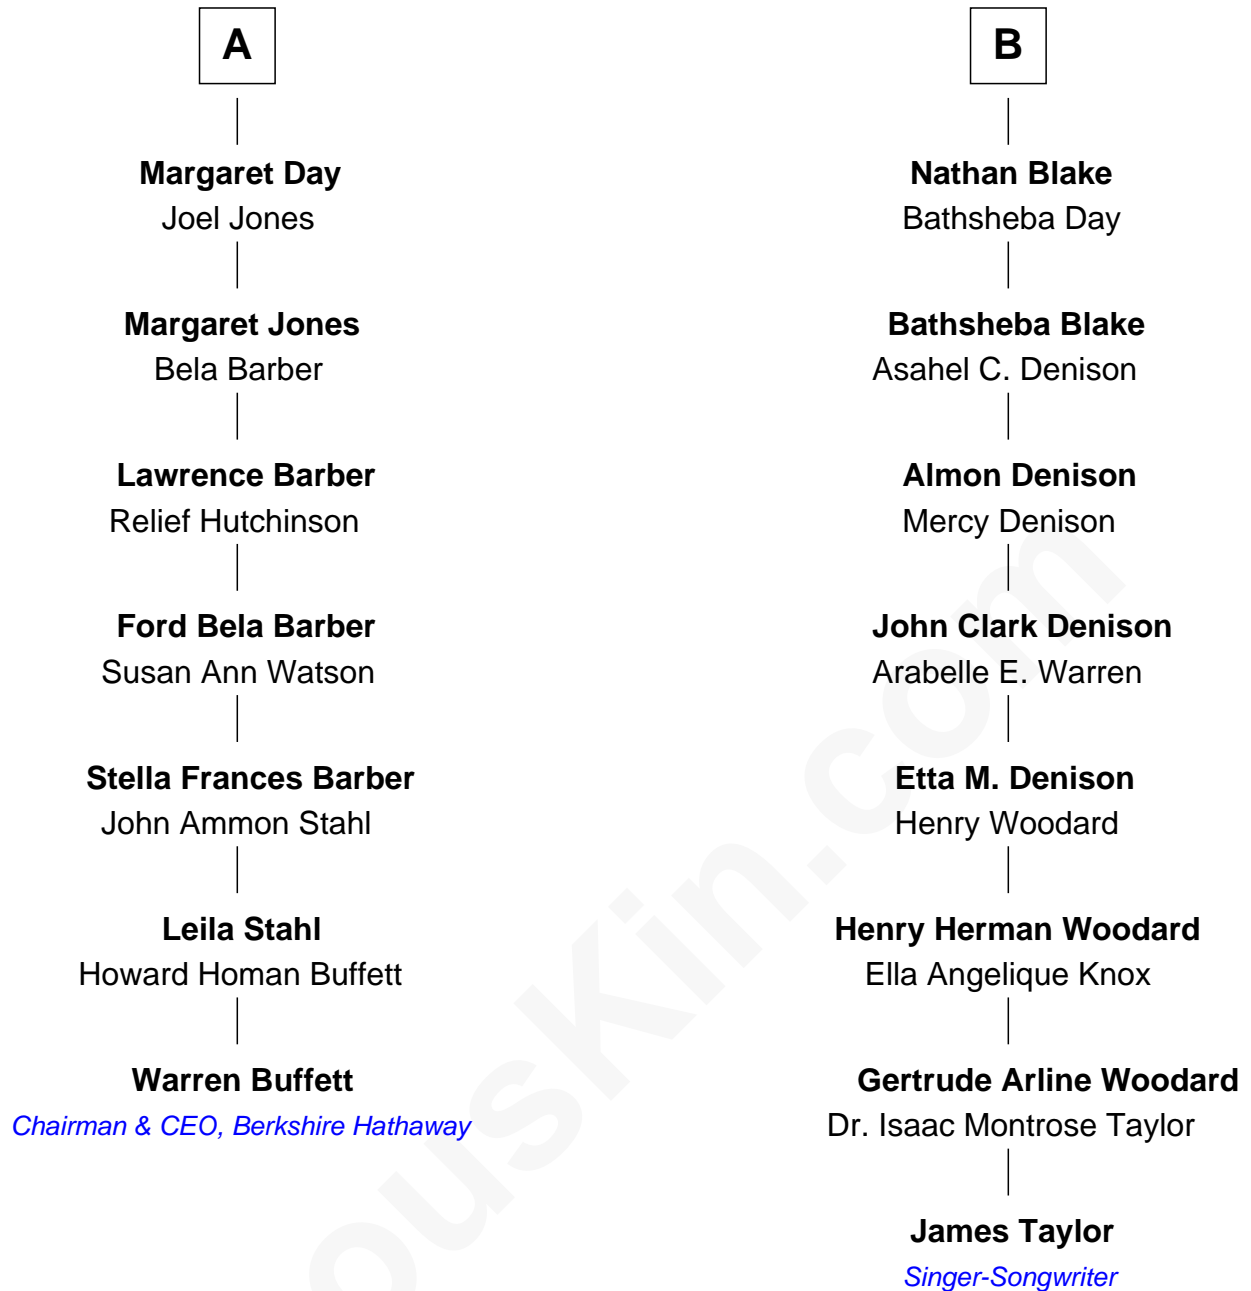 A
Margaret Day
Joel Jones
Margaret Jones
Bela Barber
Lawrence Barber
Relief Hutchinson
Ford Bela Barber
Susan Ann Watson
Stella Frances Barber
John Ammon Stahl
Leila Stahl
Howard Homan Buffett
Warren Buffett
Chairman & CEO, Berkshire Hathaway
B
Nathan Blake
Bathsheba Day
Bathsheba Blake
Asahel C. Denison
Almon Denison
Mercy Denison
John Clark Denison
Arabelle E. Warren
Etta M. Denison
Henry Woodard
Henry Herman Woodard
Ella Angelique Knox
Gertrude Arline Woodard
Dr. Isaac Montrose Taylor
James Taylor
Singer-Songwriter
ousKin.com